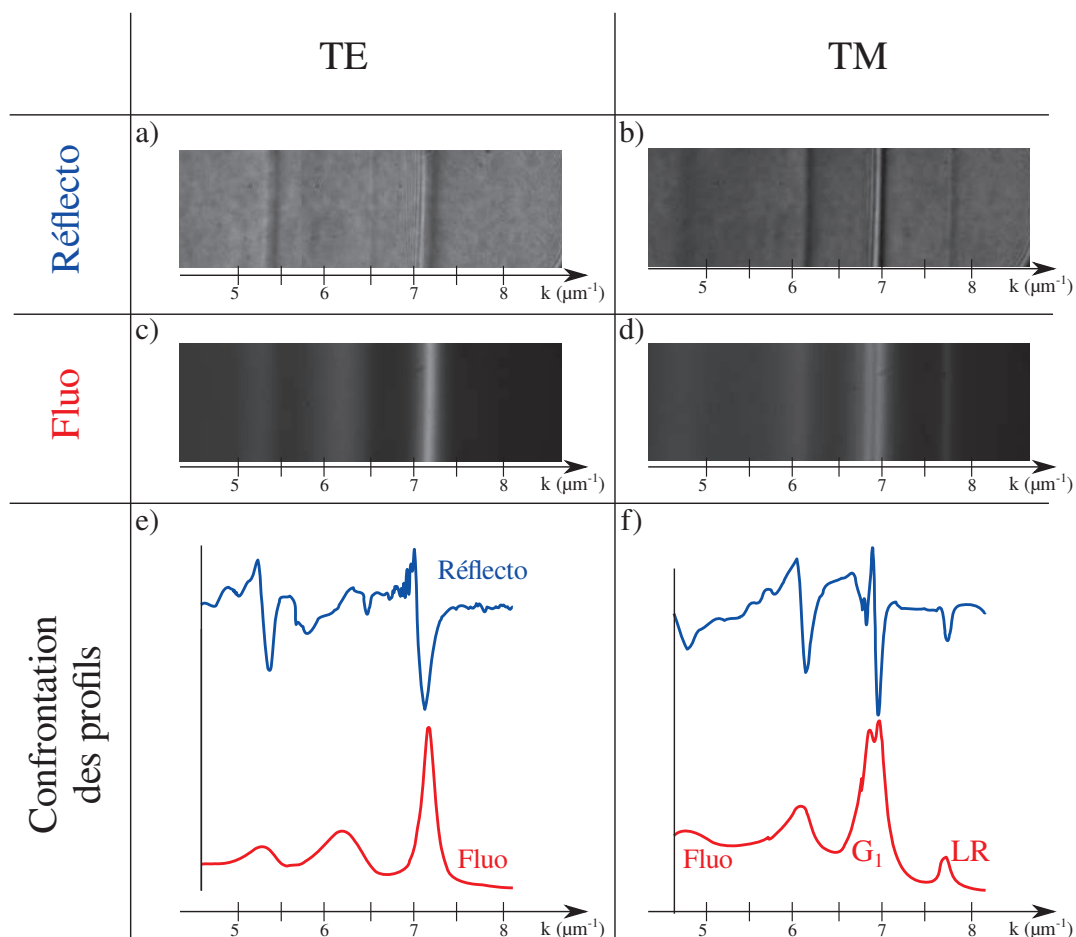 TE
TM
Réflecto
a)
5 6 7 8 k (µm⁻¹)
b)
5 6 7 8 k (µm⁻¹)
Fluo
c)
5 6 7 8 k (µm⁻¹)
d)
5 6 7 8 k (µm⁻¹)
Confrontation
des profils
e)
Réflecto
Fluo
5 6 7 8 k (µm⁻¹)
f)
Fluo
G₁
LR
5 6 7 8 k (µm⁻¹)